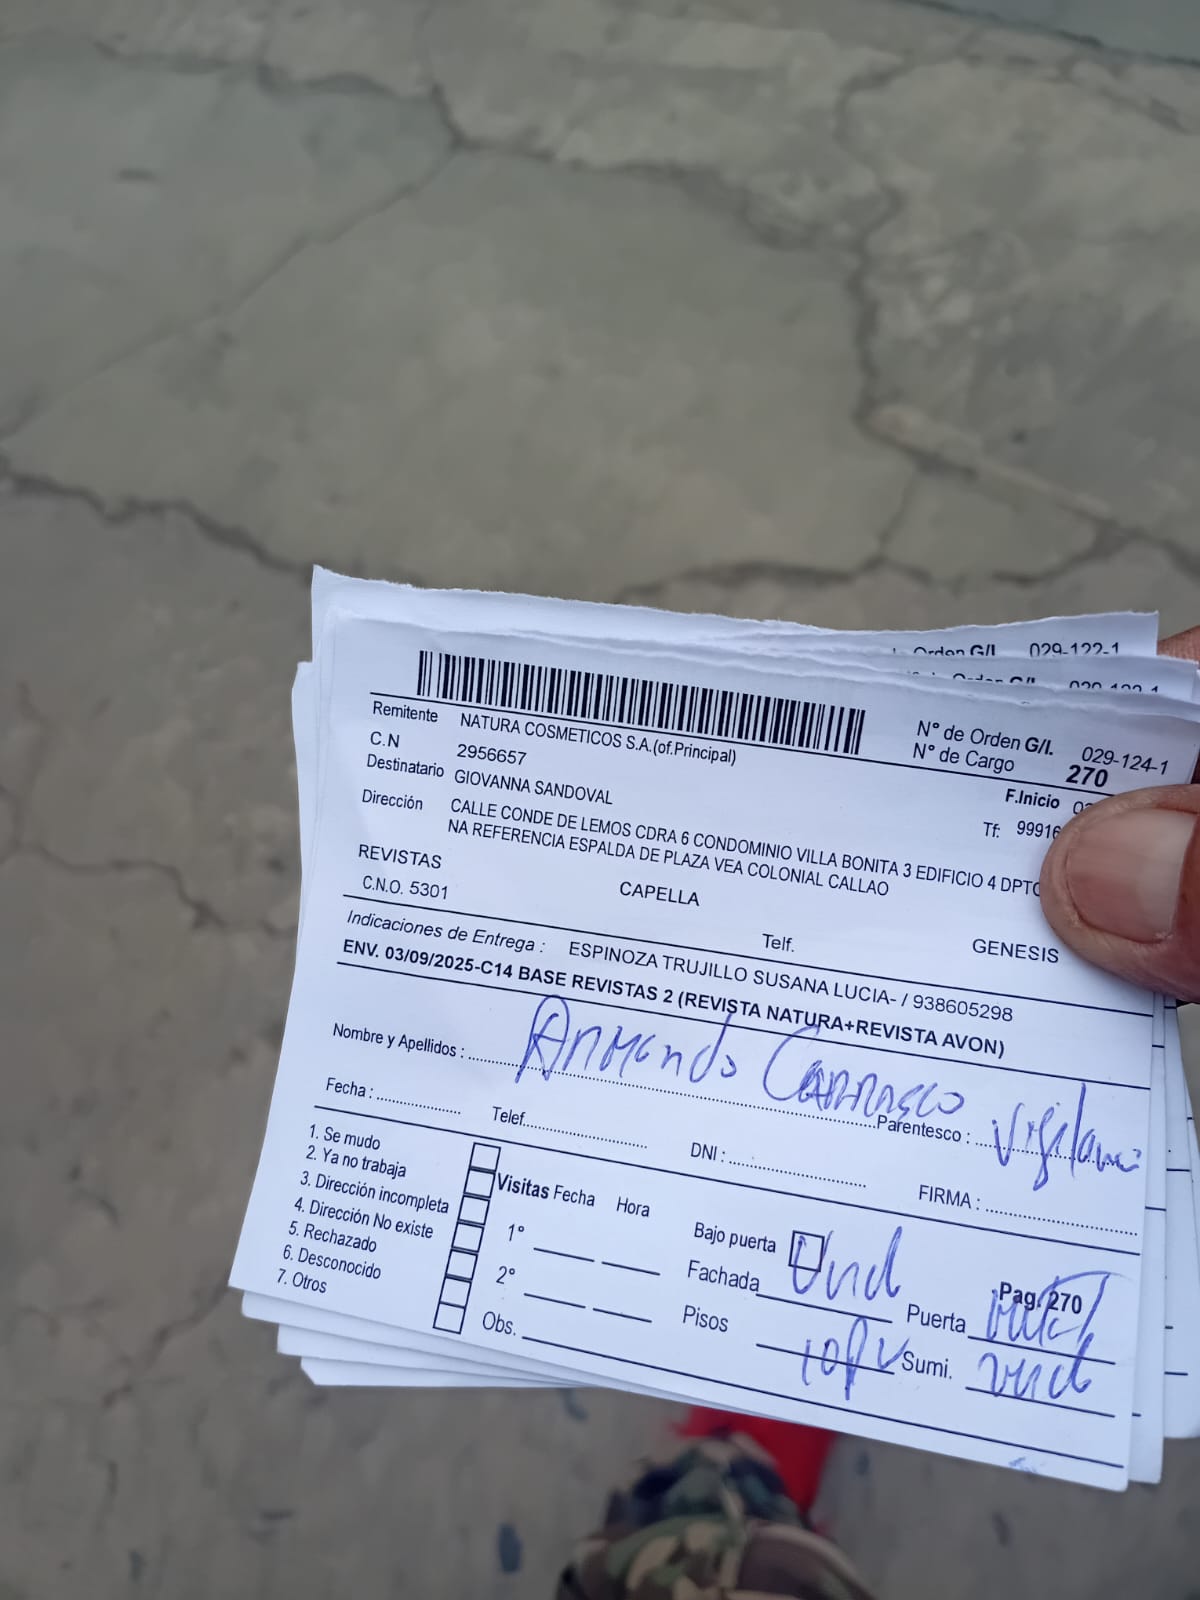 Orden G/I. 029-122-1
Remitente NATURA COSMETICOS S.A.(of.Principal) N° de Orden G/I. 029-124-1
C.N 2956657 N° de Cargo 270
Destinatario GIOVANNA SANDOVAL F.Inicio
Dirección CALLE CONDE DE LEMOS CDRA 6 CONDOMINIO VILLA BONITA 3 EDIFICIO 4 DPTO Tf: 99916
NA REFERENCIA ESPALDA DE PLAZA VEA COLONIAL CALLAO
REVISTAS CAPELLA GENESIS
C.N.O. 5301 Telf.
Indicaciones de Entrega : ESPINOZA TRUJILLO SUSANA LUCIA- / 938605298
ENV. 03/09/2025-C14 BASE REVISTAS 2 (REVISTA NATURA+REVISTA AVON)
Nombre y Apellidos : Armando Carrasco Parentesco :
Fecha : Telef. DNI : FIRMA :
1. Se mudo
2. Ya no trabaja
3. Dirección incompleta
4. Dirección No existe
5. Rechazado
6. Desconocido
7. Otros
Visitas Fecha Hora
1°
2°
Obs.
Bajo puerta Pag. 270
Fachada Puerta
Pisos Sumi.